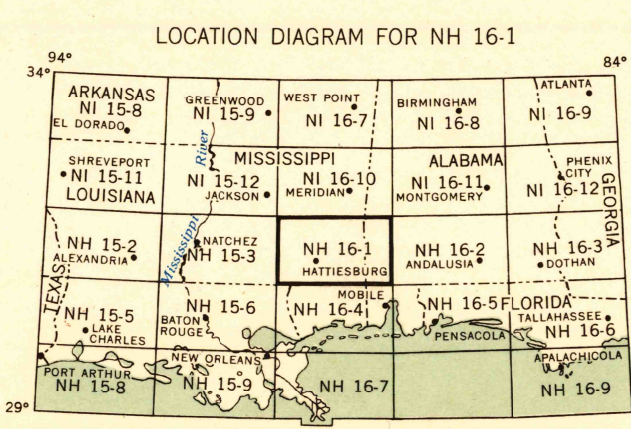 LOCATION DIAGRAM FOR NH 16-1
94°
84°
34°
ARKANSAS
NI 15-8
EL DORADO
GREENWOOD
NI 15-9
WEST POINT
NI 16-7
BIRMINGHAM
NI 16-8
ATLANTA
NI 16-9
River
SHREVEPORT
NI 15-11
LOUISIANA
MISSISSIPPI
NI 15-12
JACKSON
NI 16-10
MERIDIAN
ALABAMA
NI 16-11
MONTGOMERY
PHENIX
CITY
NI 16-12
GEORGIA
NH 15-2
ALEXANDRIA
Mississippi
NATCHEZ
NH 15-3
NH 16-1
HATTIESBURG
NH 16-2
ANDALUSIA
NH 16-3
DOTHAN
TEXAS
NH 15-5
LAKE
CHARLES
NH 15-6
BATON
ROUGE
MOBILE
NH 16-4
NH 16-5
PENSACOLA
FLORIDA
TALLAHASSEE
NH 16-6
PORT ARTHUR
NH 15-8
NEW ORLEANS
NH 15-9
NH 16-7
APALACHICOLA
NH 16-9
29°